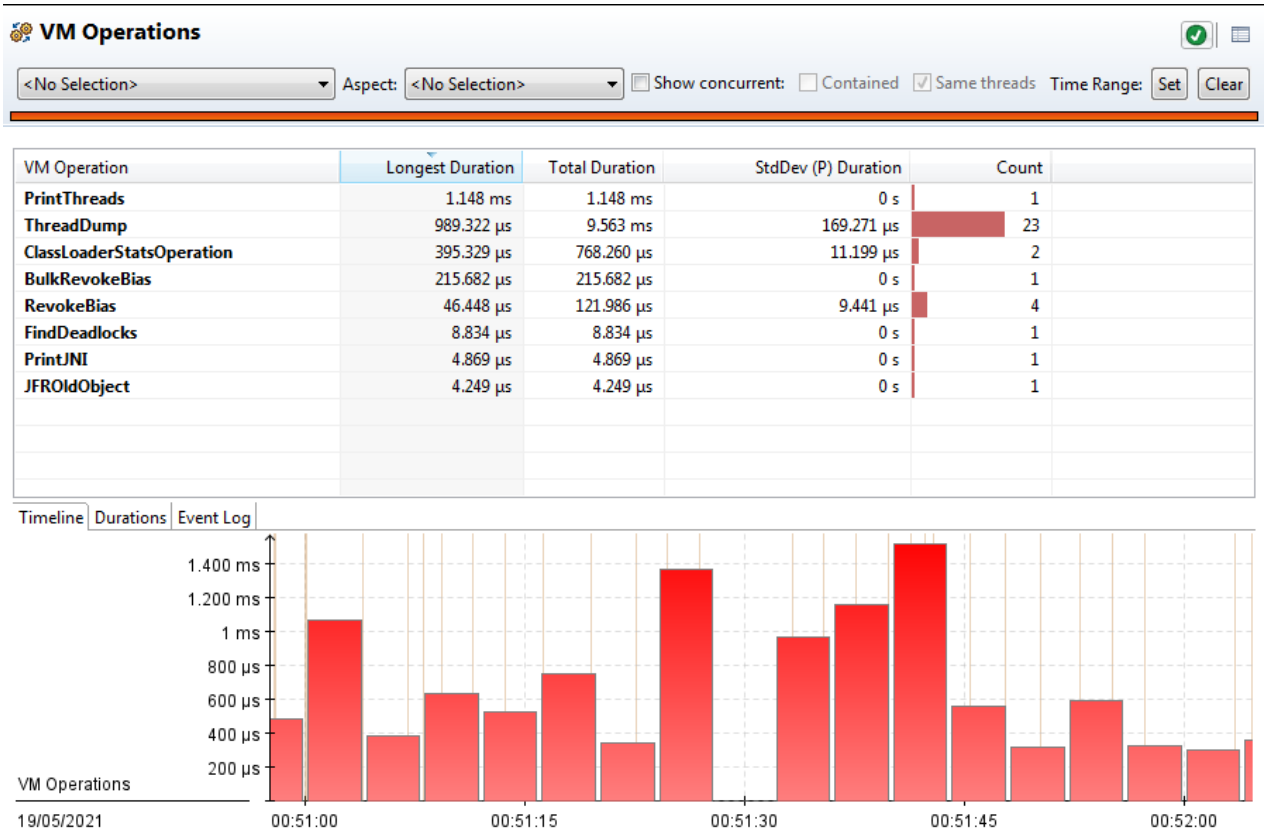 VM Operations
<No Selection> Aspect: <No Selection> Show concurrent: Contained Same threads Time Range: Set Clear
VM Operation Longest Duration Total Duration StdDev (P) Duration Count
PrintThreads 1.148 ms 1.148 ms 0 s 1
ThreadDump 989.322 µs 9.563 ms 169.271 µs 23
ClassLoaderStatsOperation 395.329 µs 768.260 µs 11.199 µs 2
BulkRevokeBias 215.682 µs 215.682 µs 0 s 1
RevokeBias 46.448 µs 121.986 µs 9.441 µs 4
FindDeadlocks 8.834 µs 8.834 µs 0 s 1
PrintJNI 4.869 µs 4.869 µs 0 s 1
JFROldObject 4.249 µs 4.249 µs 0 s 1
Timeline Durations Event Log
1.400 ms
1.200 ms
1 ms
800 µs
600 µs
400 µs
200 µs
VM Operations
19/05/2021 00:51:00 00:51:15 00:51:30 00:51:45 00:52:00